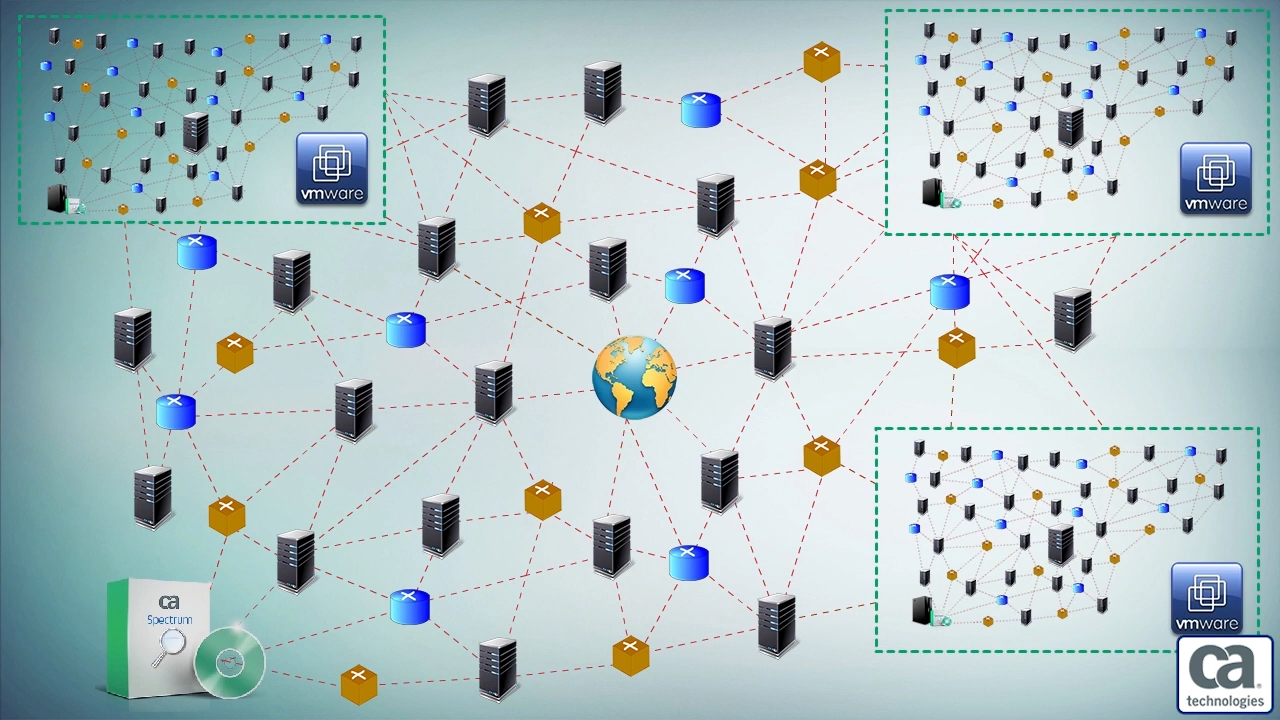 vmware
vmware
ca
Spectrum
vmware
ca
technologies